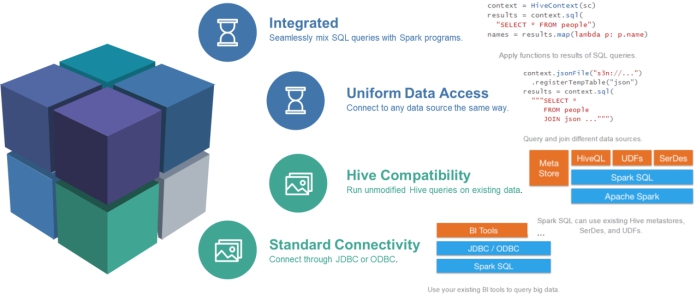 Integrated
Seamlessly mix SQL queries with Spark programs.
context = HiveContext(sc)
results = context.sql(
"SELECT * FROM people")
names = results.map(lambda p: p.name)
Apply functions to results of SQL queries.
Uniform Data Access
Connect to any data source the same way.
context.jsonFile("s3n://...")
.registerTempTable("json")
results = context.sql(
"""SELECT *
FROM people
JOIN json ...""")
Query and join different data sources.
Hive Compatibility
Run unmodified Hive queries on existing data.
Meta Store
HiveQL UDFs SerDes
Spark SQL
Apache Spark
Spark SQL can use existing Hive metastores,
SerDes, and UDFs.
Standard Connectivity
Connect through JDBC or ODBC.
BI Tools ...
JDBC / ODBC
Spark SQL
Use your existing BI tools to query big data.